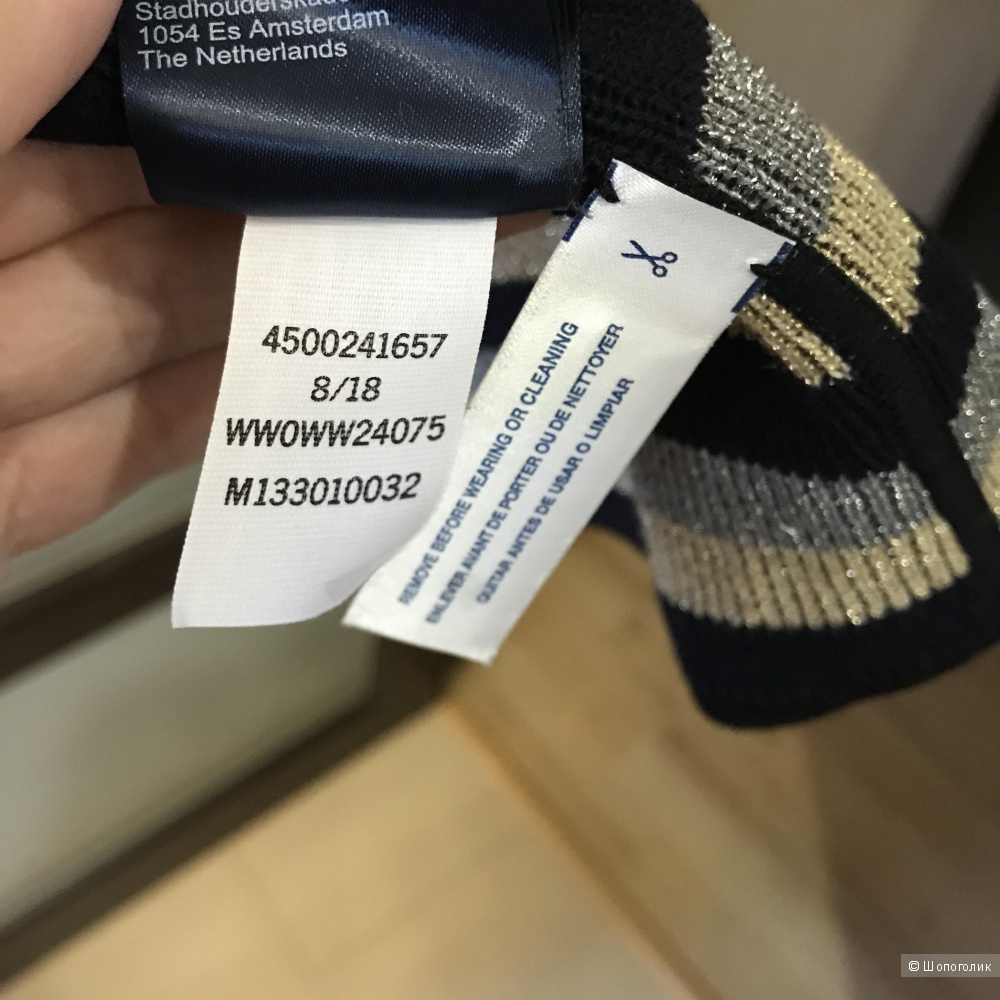 1054 Es Amsterdam
The Netherlands
4500241657
8/18
WW0WW24075
M133010032
REMOVE BEFORE WEARING OR CLEANING
ENLEVER AVANT DE PORTER OU DE NETTOYER
QUITAR ANTES DE USAR O LIMPIAR
© Шопоголик